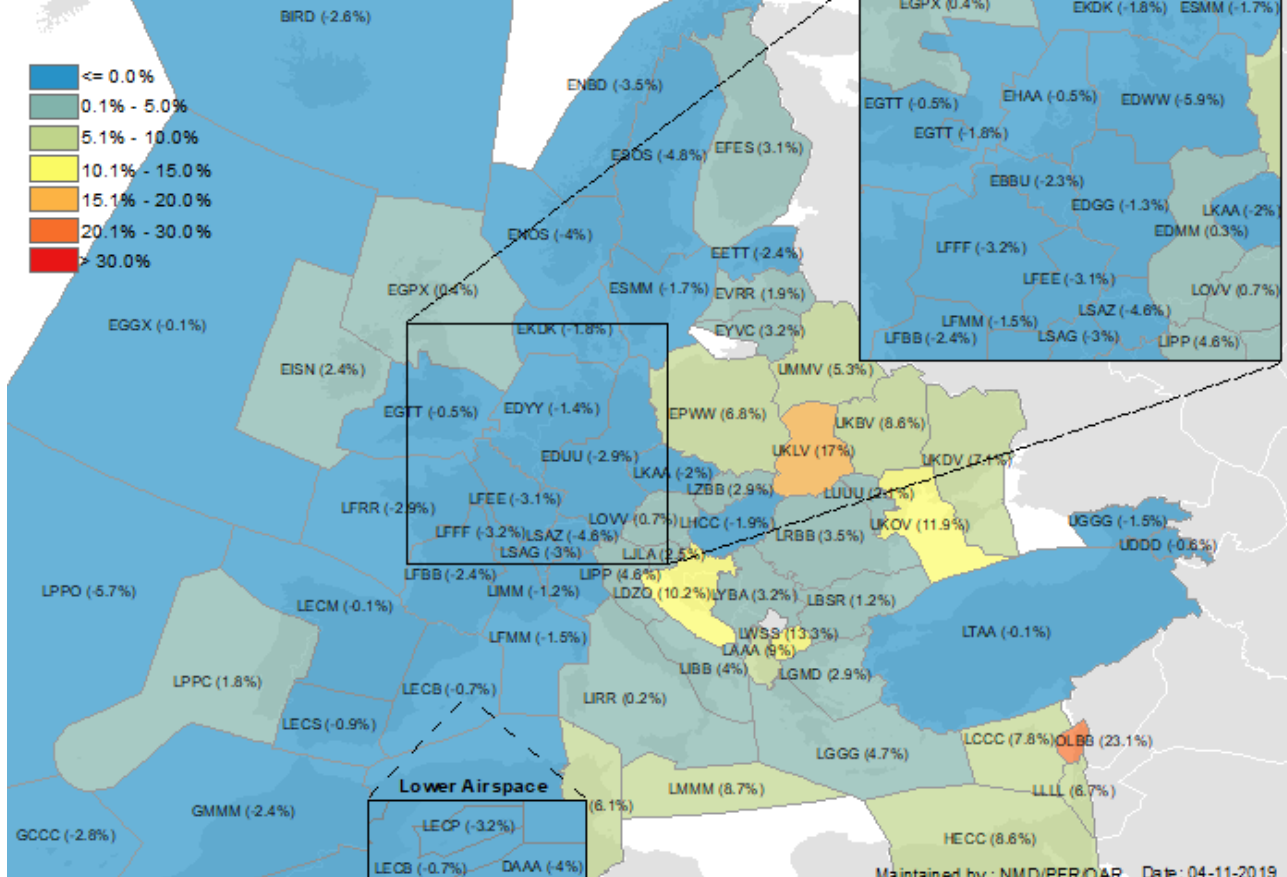 BIRD (-2.6%)
<= 0.0%
0.1% - 5.0%
5.1% - 10.0%
10.1% - 15.0%
15.1% - 20.0%
20.1% - 30.0%
> 30.0%
ENBD (-3.5%)
ESOS (-4.8%)
EFES (3.1%)
ENOS (-4%)
EETT (-2.4%)
ESMM (-1.7%)
EVRR (1.9%)
EYVC (3.2%)
EGPX (0.4%)
EGGX (-0.1%)
EKDK (-1.8%)
EISN (2.4%)
UMMV (5.3%)
EGTT (-0.5%)
EDYY (-1.4%)
EPWW (6.8%)
UKBV (8.6%)
UKLV (17%)
EDUU (-2.9%)
UKDV (7.1%)
LKAA (-2%)
LZBB (2.9%)
LUUU (2.1%)
LFEE (-3.1%)
LFRR (-2.9%)
LOVV (0.7%)
LHCC (-1.9%)
UKOV (11.9%)
UGGG (-1.5%)
LFFF (-3.2%)
LSAZ (-4.6%)
LRBB (3.5%)
UDDD (-0.6%)
LSAG (-3%)
LJLA (2.5%)
LFBB (-2.4%)
LIPP (4.6%)
LPPO (-5.7%)
LIMM (-1.2%)
LDZO (10.2%)
LYBA (3.2%)
LBSR (1.2%)
LECM (-0.1%)
LFMM (-1.5%)
LWSS (13.3%)
LTAA (-0.1%)
LAAA (9%)
LIBB (4%)
LGMD (2.9%)
LPPC (1.8%)
LECB (-0.7%)
LIRR (0.2%)
LECS (-0.9%)
LCCC (7.8%)
OLBB (23.1%)
LGGG (4.7%)
Lower Airspace
LMMM (8.7%)
LLLL (6.7%)
(6.1%)
GMMM (-2.4%)
LECP (-3.2%)
GCCC (-2.8%)
HECC (8.6%)
LECB (-0.7%)
DAAA (-4%)
EGPX (0.4%)
EKDK (-1.8%)
ESMM (-1.7%)
EGTT (-0.5%)
EHAA (-0.5%)
EDWW (-5.9%)
EGTT (-1.8%)
EBBU (-2.3%)
EDGG (-1.3%)
LKAA (-2%)
EDMM (0.3%)
LFFF (-3.2%)
LFEE (-3.1%)
LOVV (0.7%)
LSAZ (-4.6%)
LFMM (-1.5%)
LFBB (-2.4%)
LSAG (-3%)
LIPP (4.6%)
Maintained by : NMD/PER/OAR Date: 04-11-2019